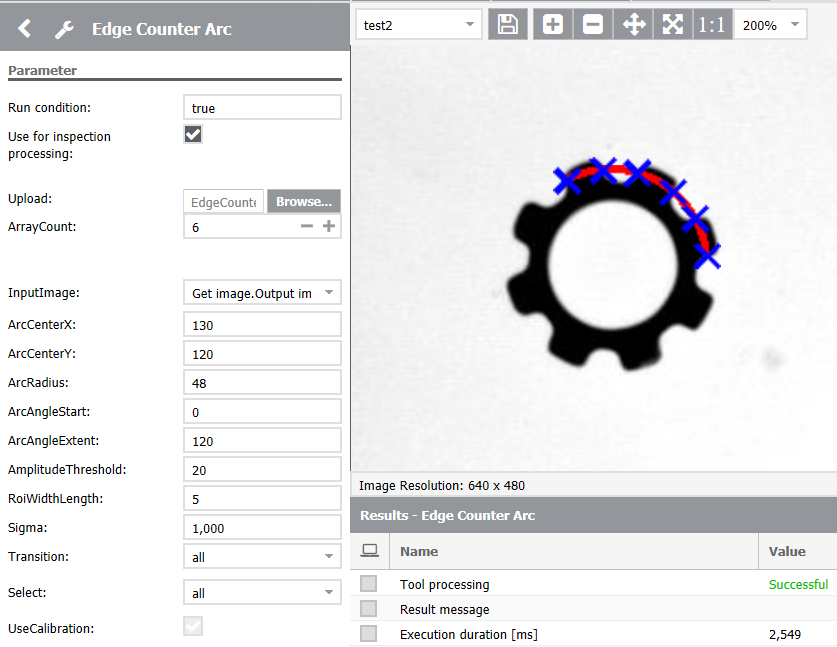 Edge Counter Arc
Parameter
Run condition: true
Use for inspection
processing:
Upload: EdgeCounte Browse...
ArrayCount: 6
InputImage: Get image.Output im
ArcCenterX: 130
ArcCenterY: 120
ArcRadius: 48
ArcAngleStart: 0
ArcAngleExtent: 120
AmplitudeThreshold: 20
RoiWidthLength: 5
Sigma: 1,000
Transition: all
Select: all
UseCalibration:
test2 1:1 200%
Image Resolution: 640 x 480
Results - Edge Counter Arc
Name Value
Tool processing Successful
Result message
Execution duration [ms] 2,549